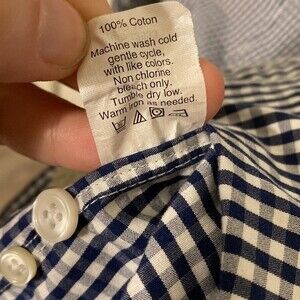 100% Coton
Machine wash cold
gentle cycle,
with like colors.
Non chlorine
bleach only.
Tumble dry low.
Warm iron as needed.